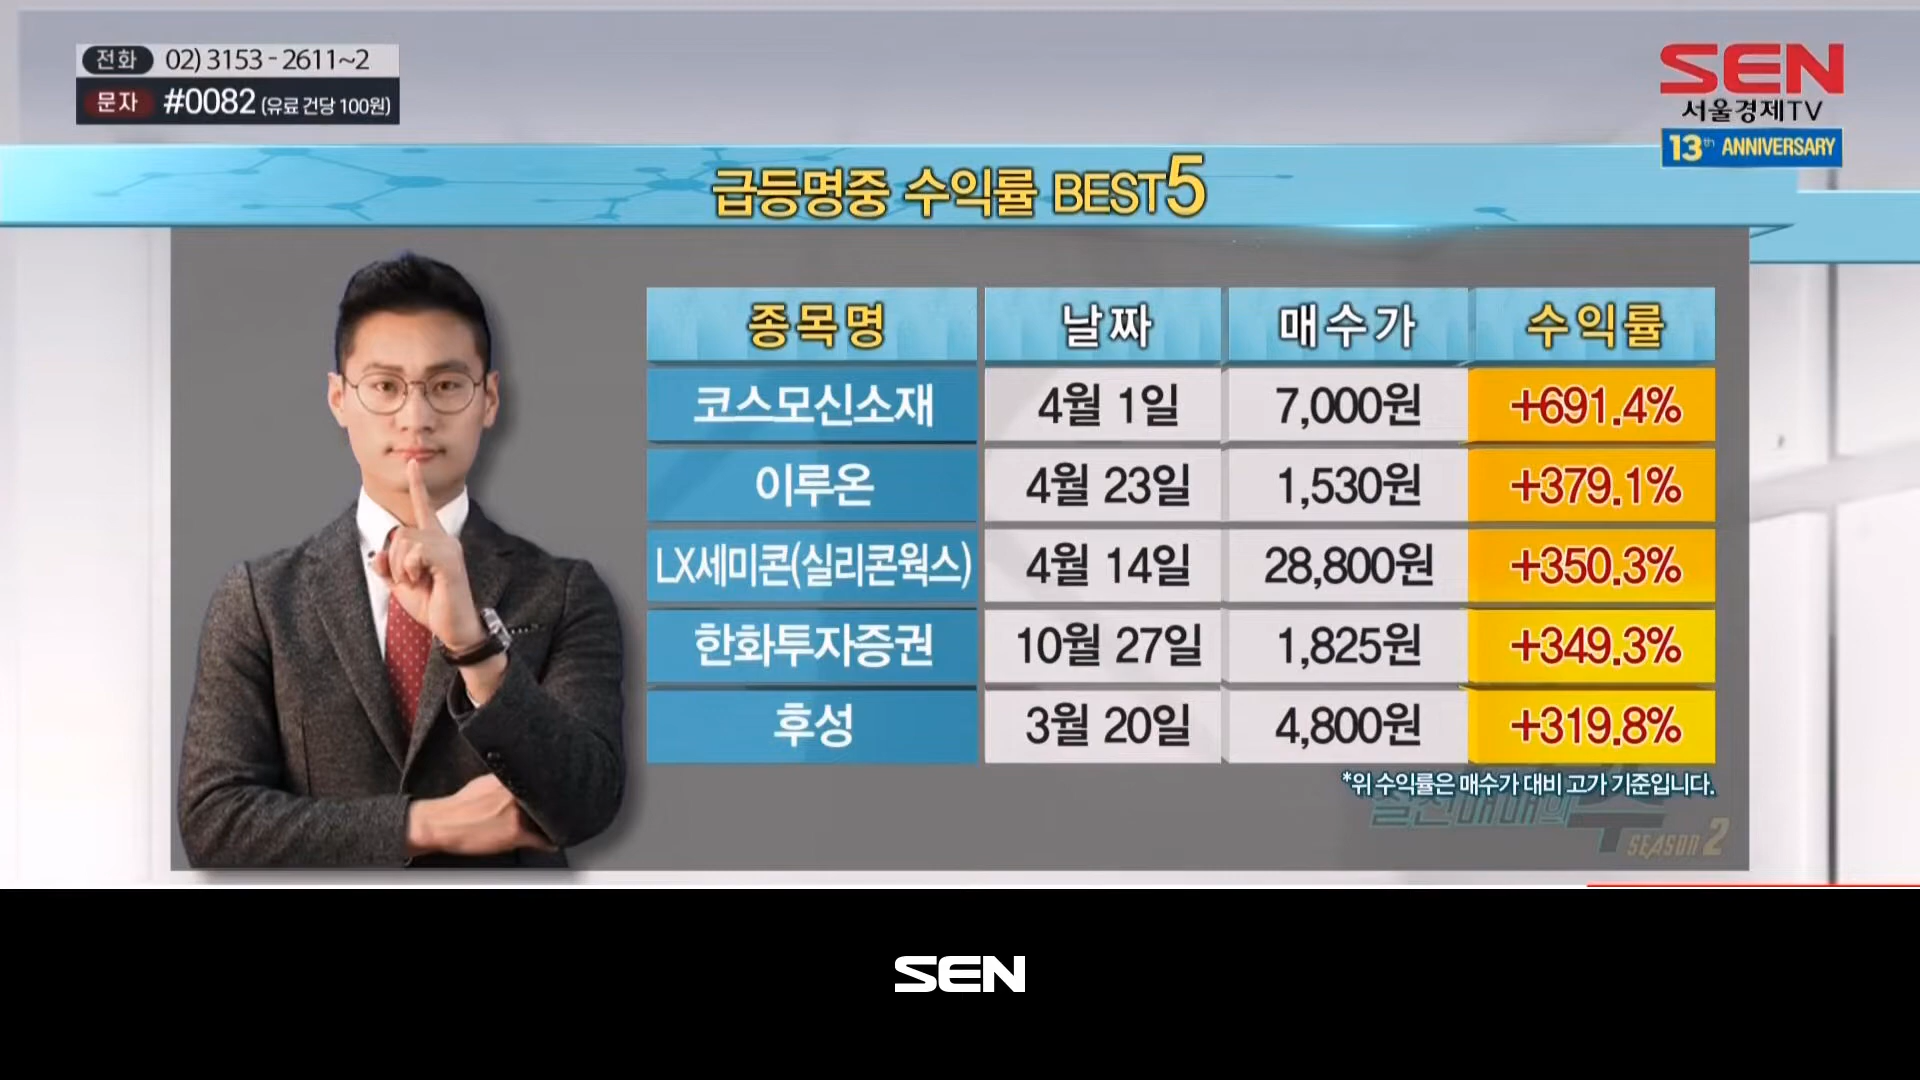 전화 02) 3153 - 2611~2
문자 #0082 (유료 건당 100원)
SEN
서울경제TV
13th ANNIVERSARY
급등명중 수익률 BEST5
종목명 날짜 매수가 수익률
코스모신소재 4월 1일 7,000원 +691.4%
이루온 4월 23일 1,530원 +379.1%
LX세미콘(실리콘웍스) 4월 14일 28,800원 +350.3%
한화투자증권 10월 27일 1,825원 +349.3%
후성 3월 20일 4,800원 +319.8%
*위 수익률은 매수가 대비 고가 기준입니다.
실전매매의 수
SEASON 2
SEN